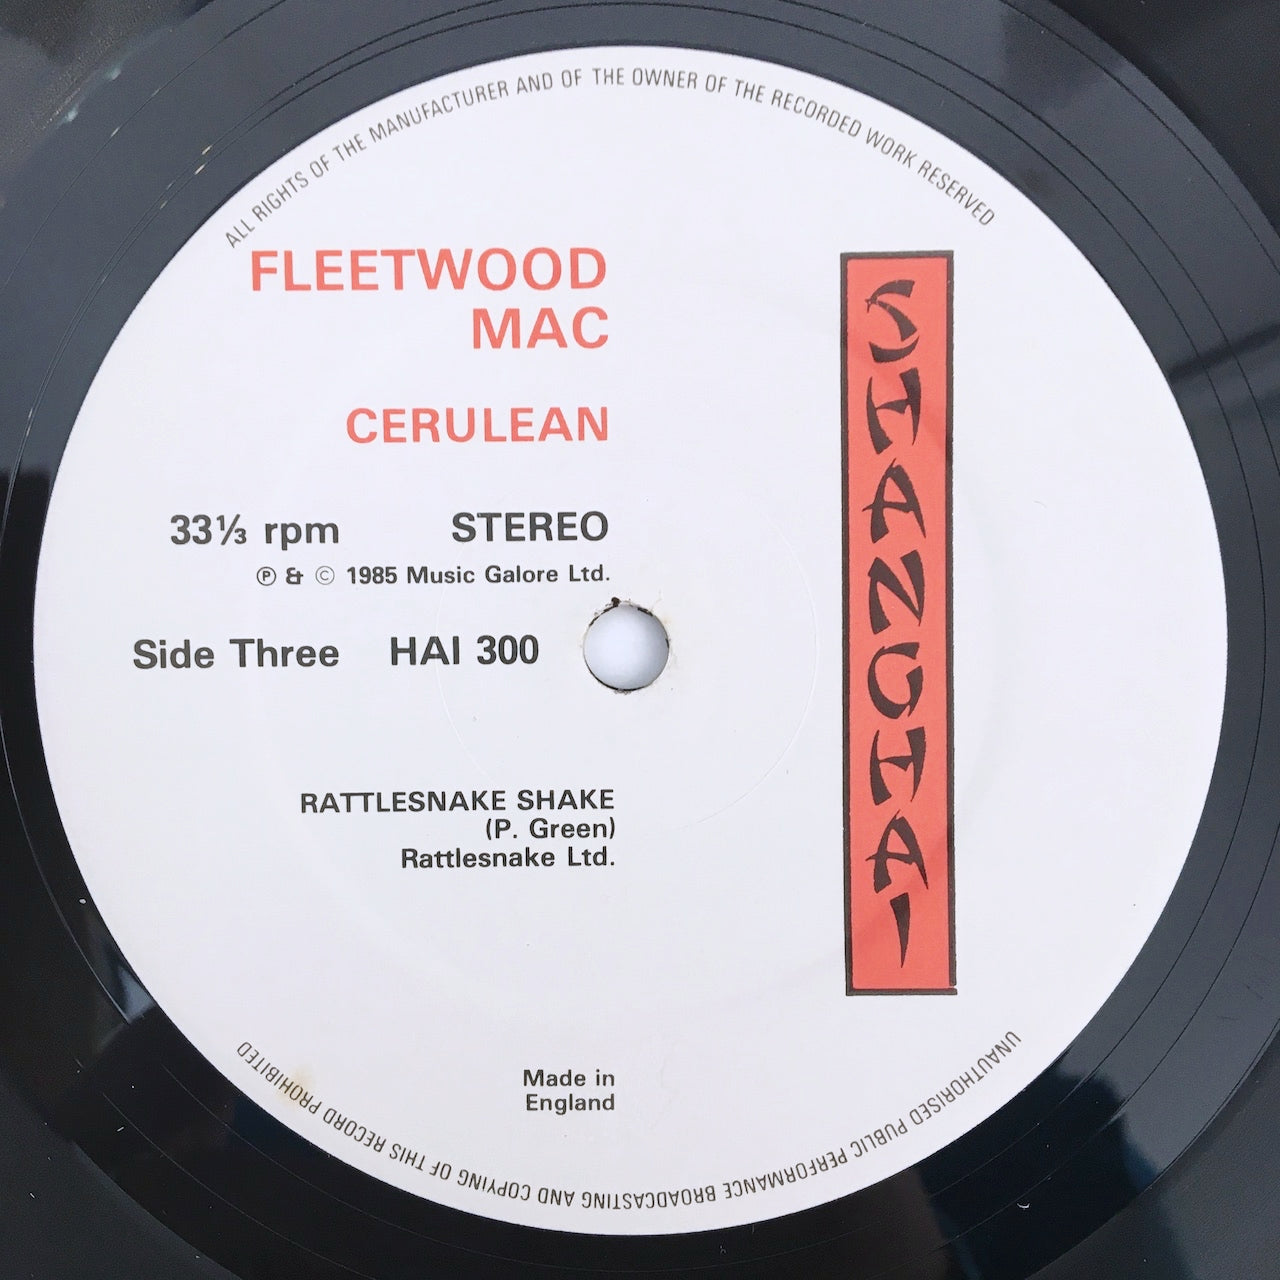 ALL RIGHTS OF THE MANUFACTURER AND OF THE OWNER OF THE RECORDED WORK RESERVED
FLEETWOOD
MAC
CERULEAN
33⅓ rpm STEREO
℗ & © 1985 Music Galore Ltd.
Side Three HAI 300
RATTLESNAKE SHAKE
(P. Green)
Rattlesnake Ltd.
Made in
England
SHANGHAI
UNAUTHORISED PUBLIC PERFORMANCE BROADCASTING AND COPYING OF THIS RECORD PROHIBITED